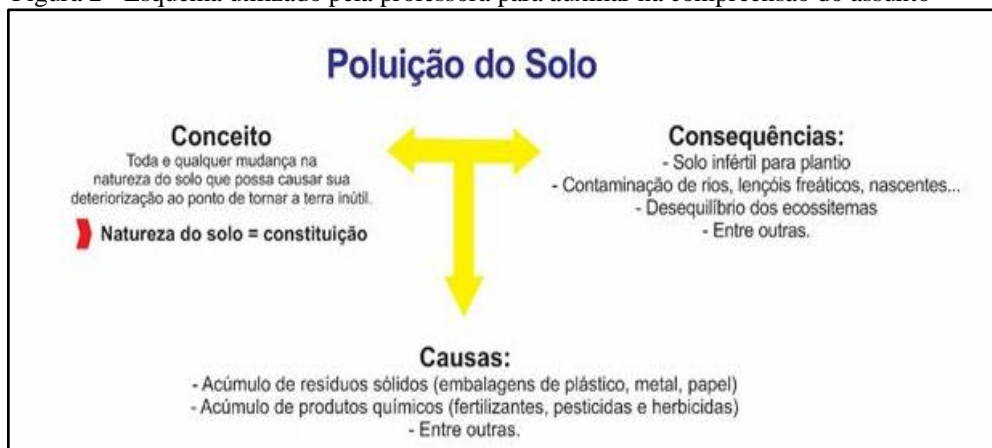 Figura 2 - Esquema utilizado pela professora para auxiliar na compreensão do assunto
Poluição do Solo
Conceito
Toda e qualquer mudança na
natureza do solo que possa causar sua
deteriorização ao ponto de tornar a terra inútil.
Natureza do solo = constituição
Consequências:
- Solo infértil para plantio
- Contaminação de rios, lençóis freáticos, nascentes...
- Desequilíbrio dos ecossitemas
- Entre outras.
Causas:
- Acúmulo de resíduos sólidos (embalagens de plástico, metal, papel)
- Acúmulo de produtos químicos (fertilizantes, pesticidas e herbicidas)
- Entre outras.